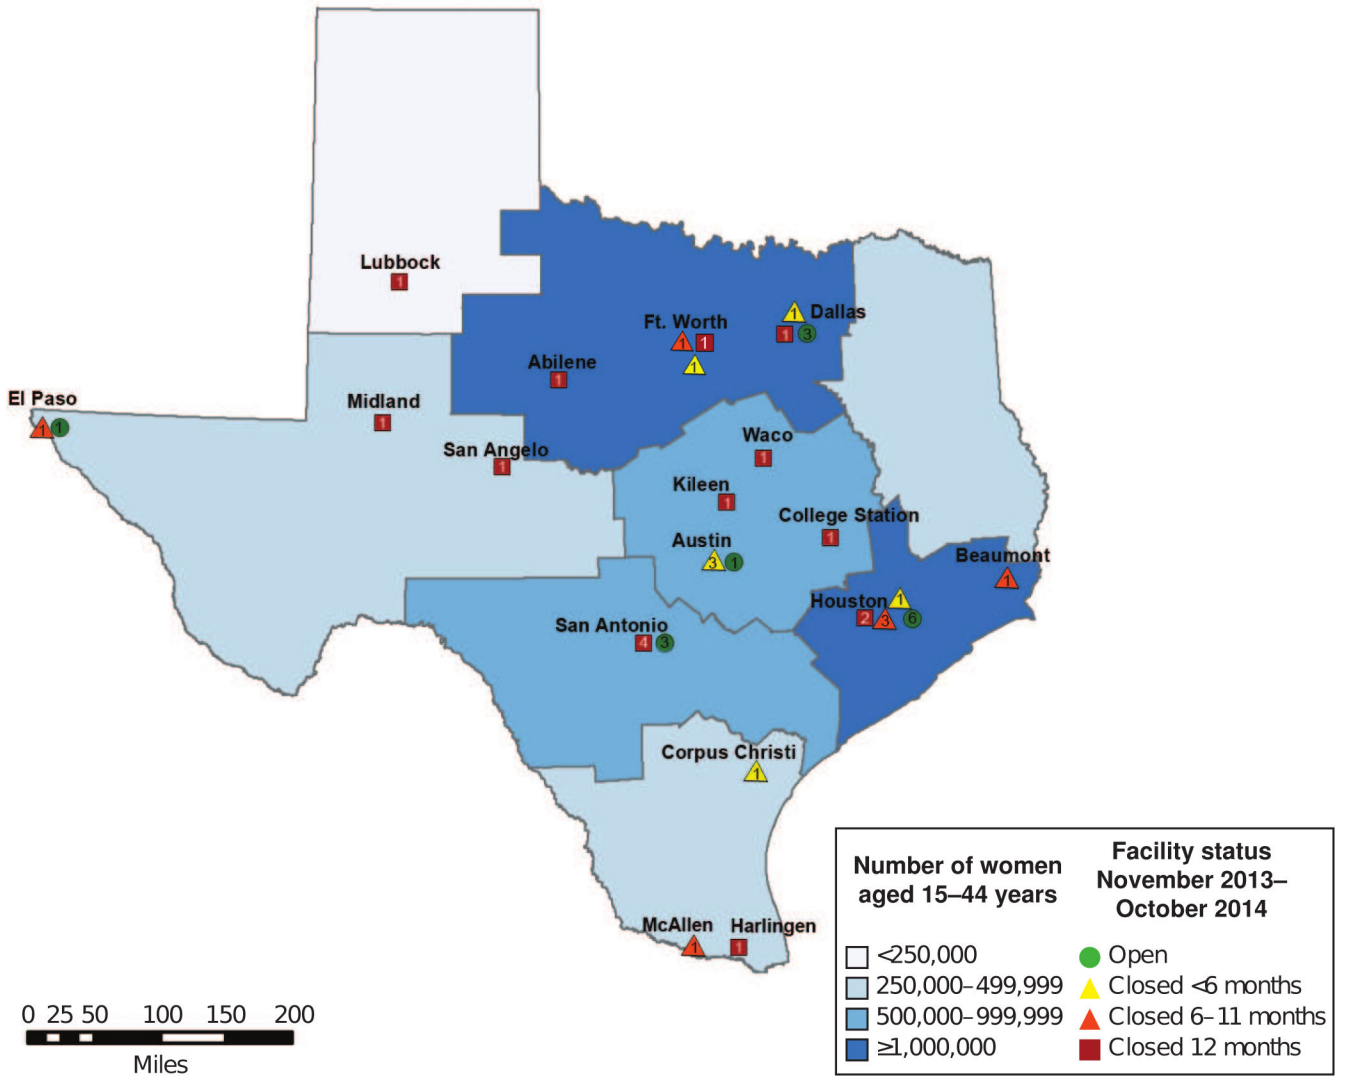 Lubbock
1
Dallas
1
1 3
Ft. Worth
1 1
1
Abilene
1
El Paso
1 1
Midland
1
San Angelo
1
Waco
1
Kileen
1
College Station
1
Austin
3 1
Beaumont
1
Houston 1
2 3 6
San Antonio
4 3
Corpus Christi
1
McAllen Harlingen
1 1
Number of women
aged 15–44 years
<250,000
250,000–499,999
500,000–999,999
≥1,000,000
Facility status
November 2013–
October 2014
Open
Closed <6 months
Closed 6–11 months
Closed 12 months
0 25 50 100 150 200
Miles